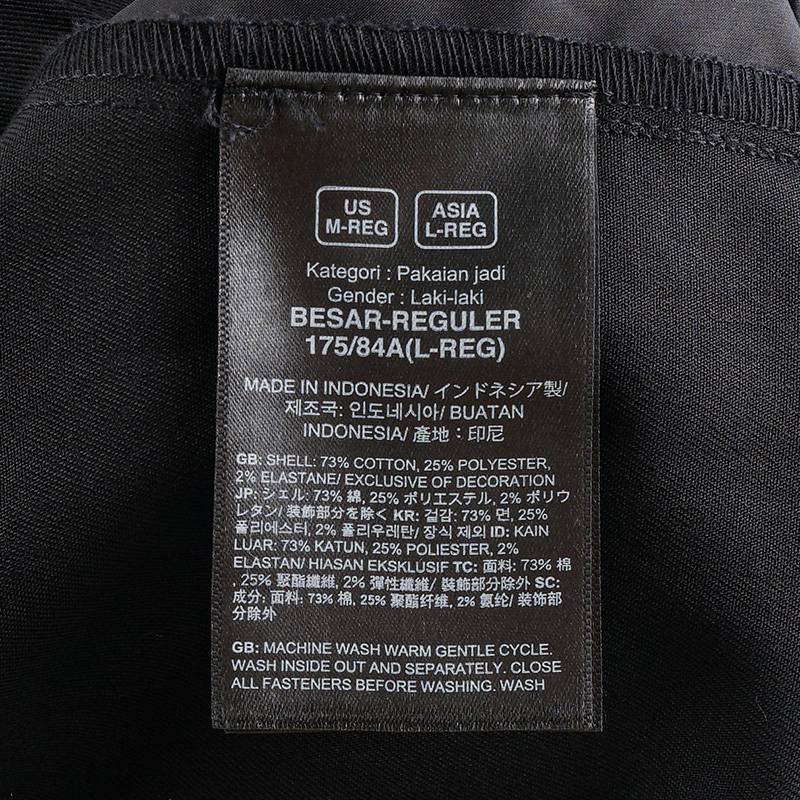 US
M-REG
ASIA
L-REG
Kategori : Pakaian jadi
Gender : Laki-laki
BESAR-REGULER
175/84A(L-REG)
MADE IN INDONESIA/ インドネシア製/
제조국: 인도네시아/ BUATAN
INDONESIA/ 產地：印尼
GB: SHELL: 73% COTTON, 25% POLYESTER,
2% ELASTANE/ EXCLUSIVE OF DECORATION
JP: シェル: 73% 綿, 25% ポリエステル, 2% ポリウ
レタン/ 装飾部分を除く KR: 겉감: 73% 면, 25%
폴리에스터, 2% 폴리우레탄/ 장식 제외 ID: KAIN
LUAR: 73% KATUN, 25% POLIESTER, 2%
ELASTAN/ HIASAN EKSKLUSIF TC: 面料: 73% 棉
, 25% 聚酯纖維, 2% 彈性纖維/ 裝飾部分除外 SC:
成分: 面料: 73% 棉, 25% 聚酯纤维, 2% 氨纶/ 装饰部
分除外
GB: MACHINE WASH WARM GENTLE CYCLE.
WASH INSIDE OUT AND SEPARATELY. CLOSE
ALL FASTENERS BEFORE WASHING. WASH